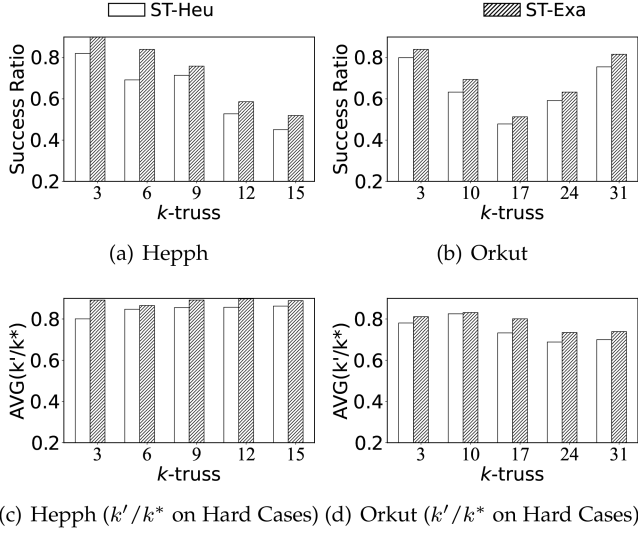 ST-Heu ST-Exa
Success Ratio
0.8
0.6
0.4
0.2
3 6 9 12 15
k-truss
(a) Hepph
Success Ratio
0.8
0.6
0.4
0.2
3 10 17 24 31
k-truss
(b) Orkut
AVG(k'/k*)
0.8
0.6
0.4
0.2
3 6 9 12 15
k-truss
AVG(k'/k*)
0.8
0.6
0.4
0.2
3 10 17 24 31
k-truss
(c) Hepph (k′/k* on Hard Cases) (d) Orkut (k′/k* on Hard Cases)